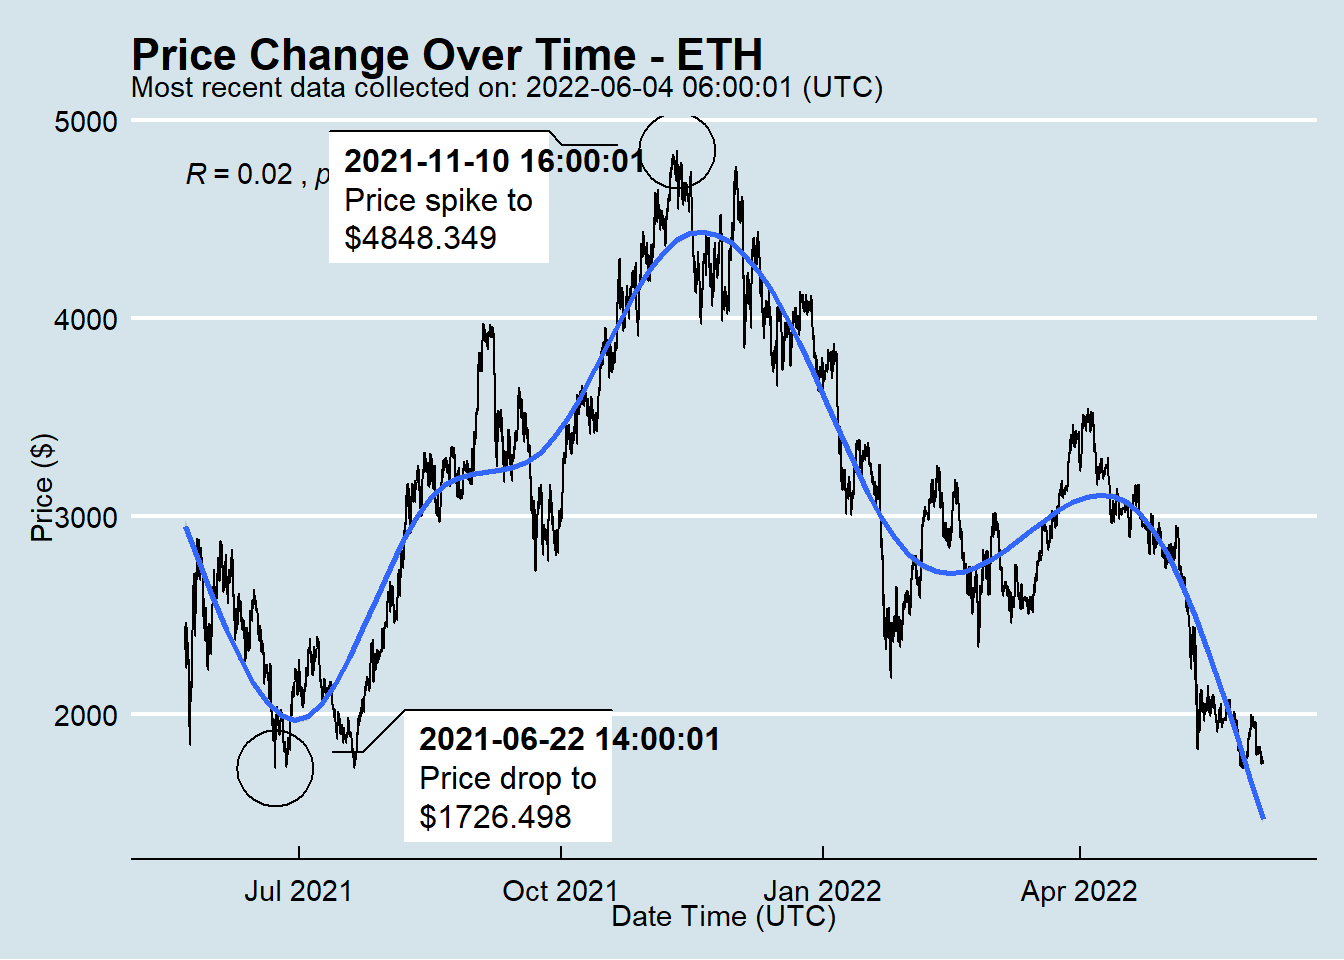 Price Change Over Time - ETH
Most recent data collected on: 2022-06-04 06:00:01 (UTC)
5000
R = 0.02 , p
2021-11-10 16:00:01
Price spike to
$4848.349
4000
Price ($)
3000
2000
2021-06-22 14:00:01
Price drop to
$1726.498
Jul 2021
Oct 2021
Jan 2022
Apr 2022
Date Time (UTC)